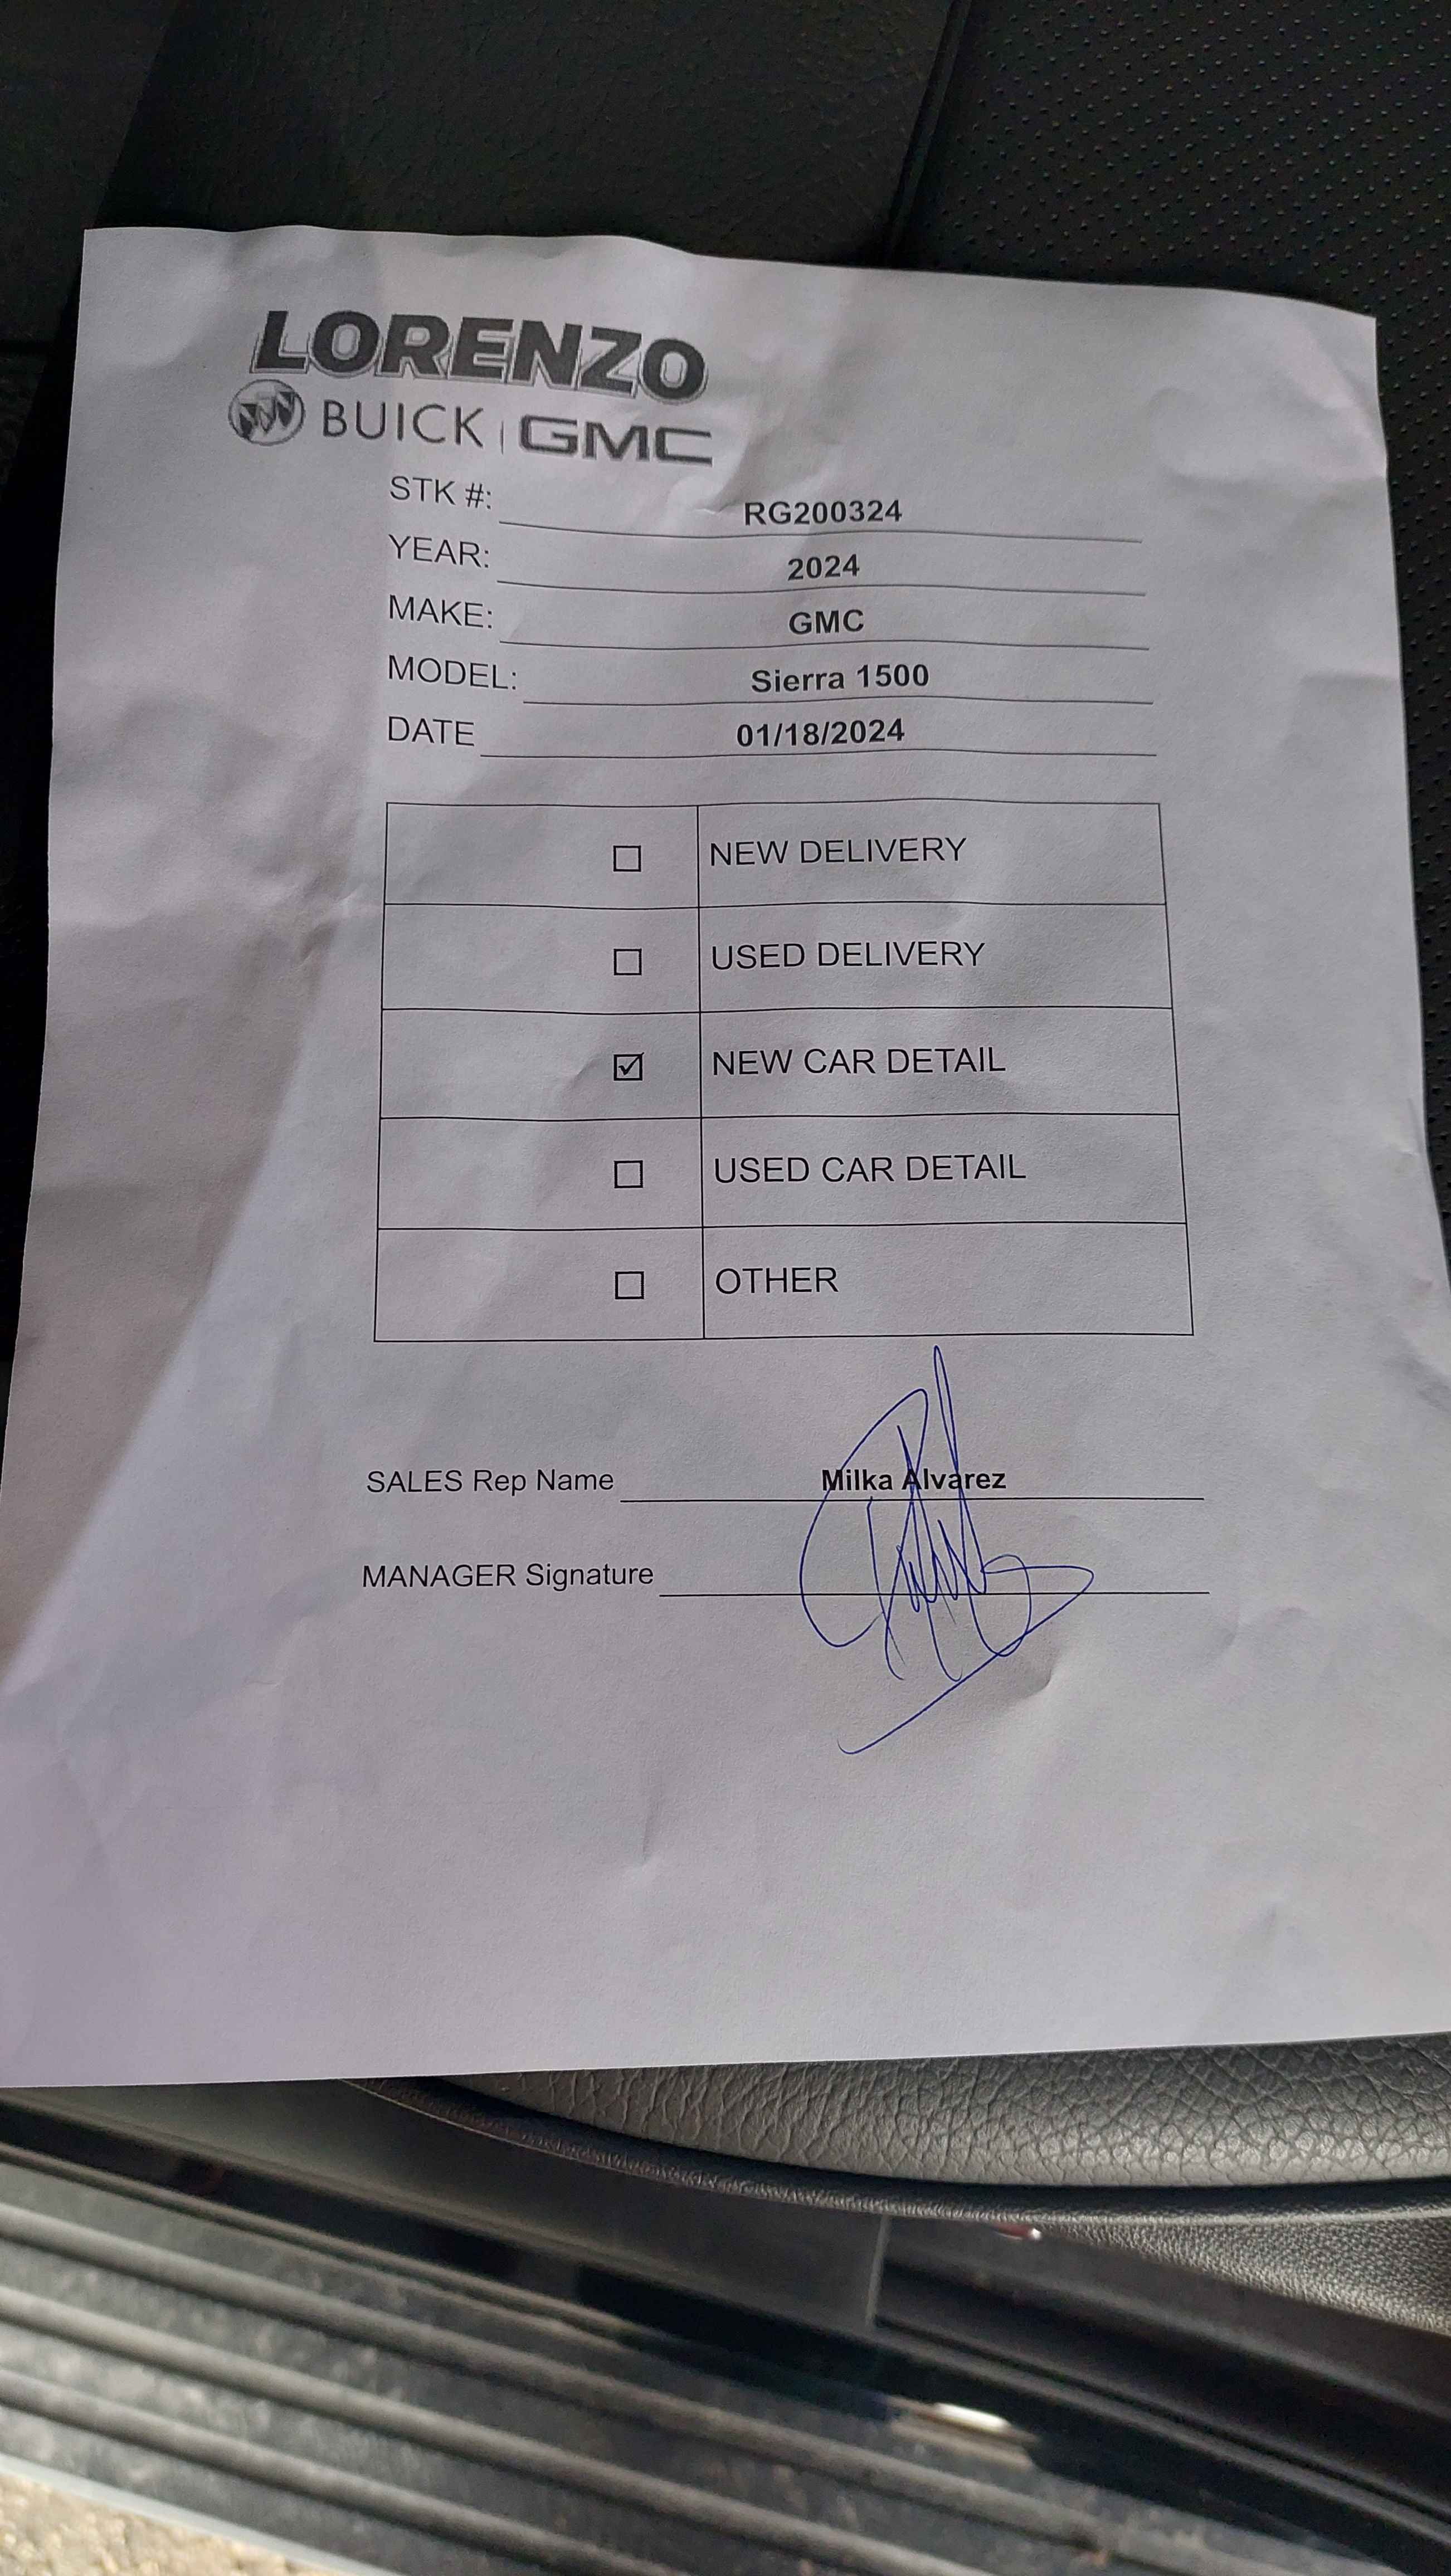 LORENZO
BUICK | GMC
STK #: RG200324
YEAR: 2024
MAKE: GMC
MODEL: Sierra 1500
DATE 01/18/2024
☐ NEW DELIVERY
☐ USED DELIVERY
☑ NEW CAR DETAIL
☐ USED CAR DETAIL
☐ OTHER
SALES Rep Name Milka Alvarez
MANAGER Signature